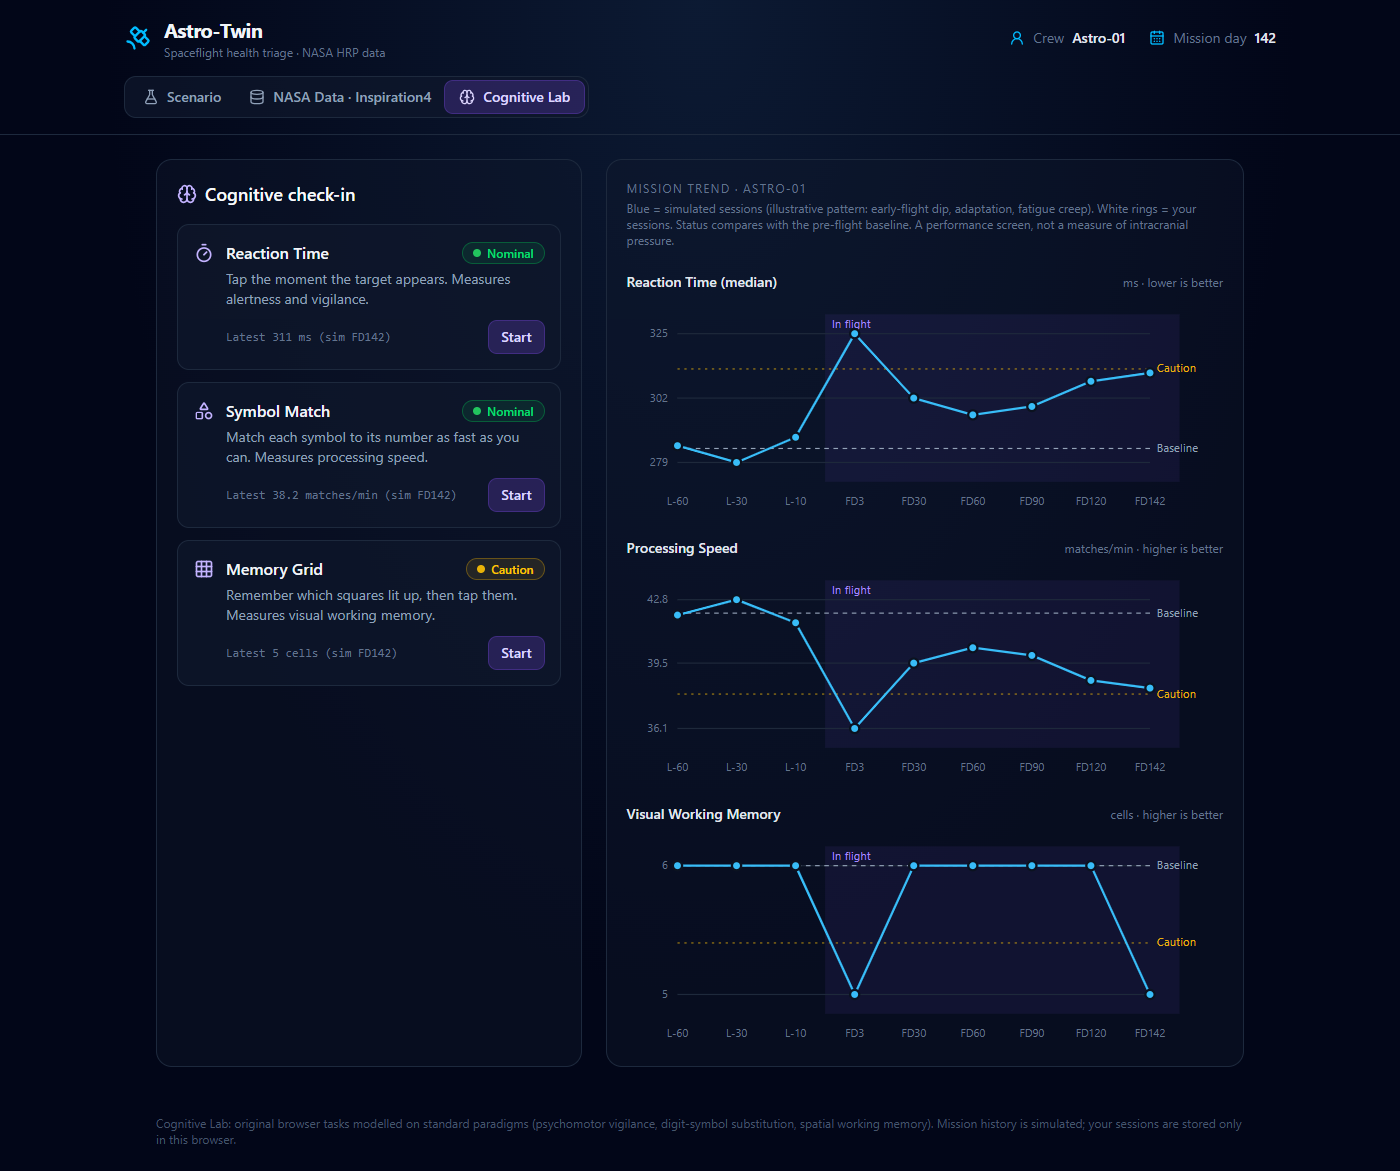 Astro-Twin
Spaceflight health triage · NASA HRP data
Crew Astro-01
Mission day 142
Scenario
NASA Data · Inspiration4
Cognitive Lab
Cognitive check-in
Reaction Time
Nominal
Tap the moment the target appears. Measures
alertness and vigilance.
Latest 311 ms (sim FD142)
Start
Symbol Match
Nominal
Match each symbol to its number as fast as you
can. Measures processing speed.
Latest 38.2 matches/min (sim FD142)
Start
Memory Grid
Caution
Remember which squares lit up, then tap them.
Measures visual working memory.
Latest 5 cells (sim FD142)
Start
MISSION TREND · ASTRO-01
Blue = simulated sessions (illustrative pattern: early-flight dip, adaptation, fatigue creep). White rings = your
sessions. Status compares with the pre-flight baseline. A performance screen, not a measure of intracranial
pressure.
Reaction Time (median)
ms · lower is better
In flight
325
Caution
302
Baseline
279
L-60 L-30 L-10 FD3 FD30 FD60 FD90 FD120 FD142
Processing Speed
matches/min · higher is better
In flight
42.8
Baseline
39.5
Caution
36.1
L-60 L-30 L-10 FD3 FD30 FD60 FD90 FD120 FD142
Visual Working Memory
cells · higher is better
In flight
6
Baseline
Caution
5
L-60 L-30 L-10 FD3 FD30 FD60 FD90 FD120 FD142
Cognitive Lab: original browser tasks modelled on standard paradigms (psychomotor vigilance, digit-symbol substitution, spatial working memory). Mission history is simulated; your sessions are stored only
in this browser.